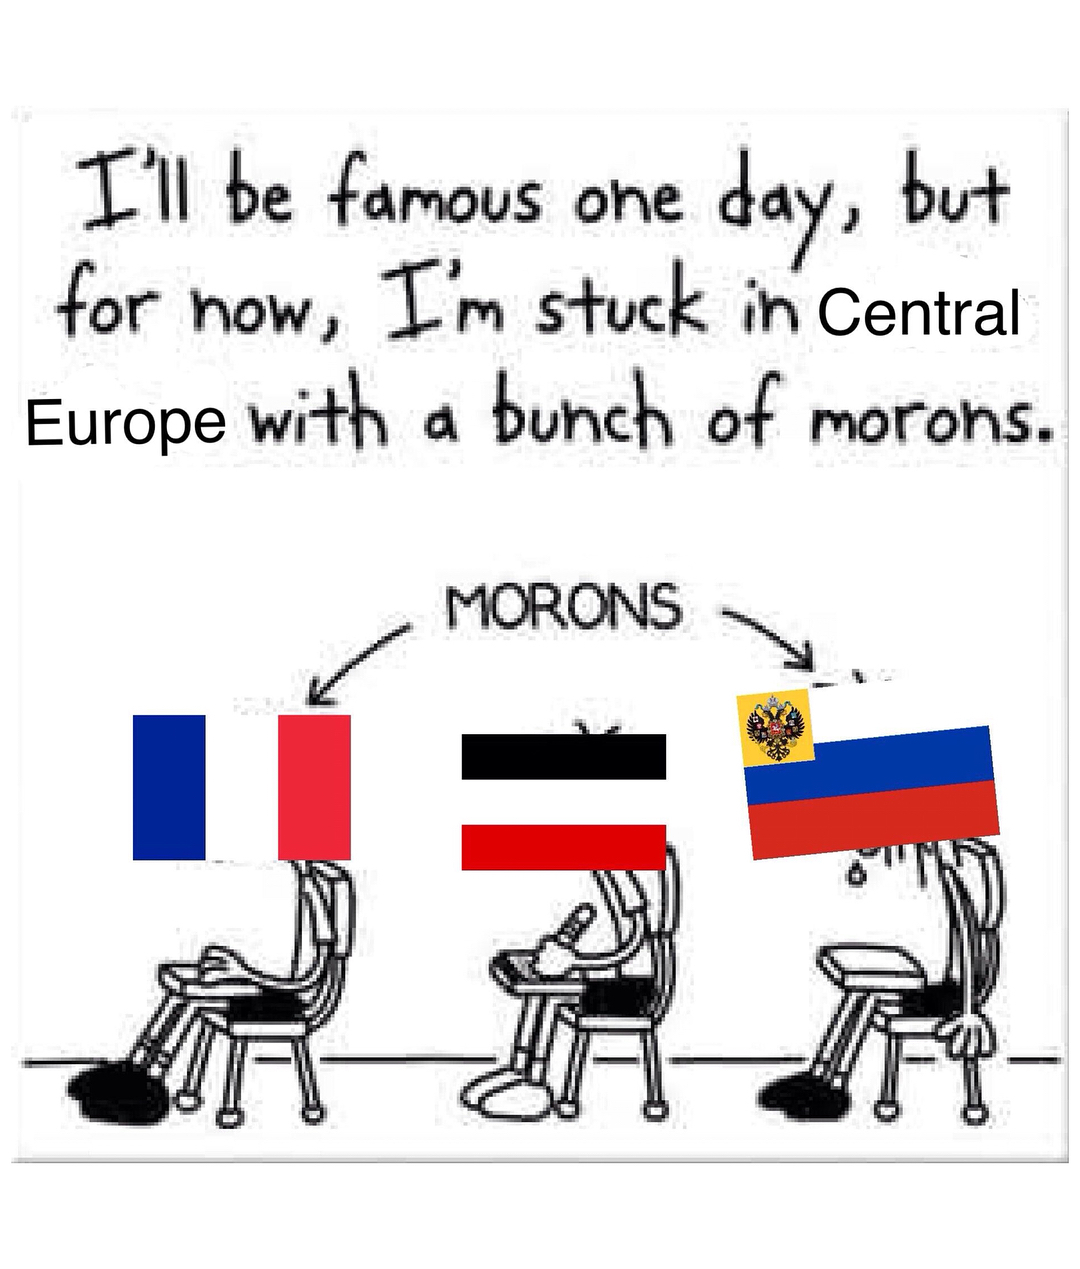 I'll be famous one day, but
for now, I'm stuck in Central
Europe with a bunch of morons.
MORONS